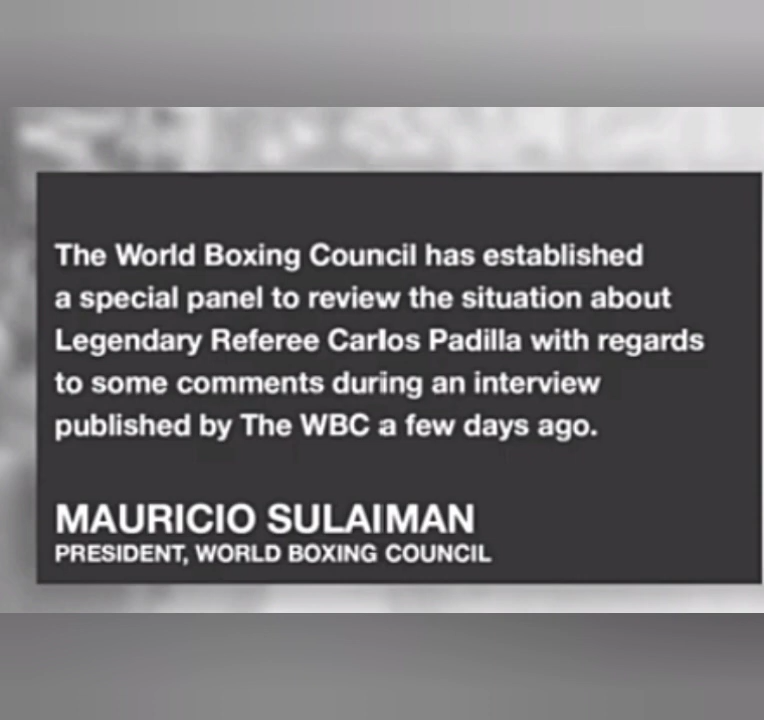 The World Boxing Council has established
a special panel to review the situation about
Legendary Referee Carlos Padilla with regards
to some comments during an interview
published by The WBC a few days ago.
MAURICIO SULAIMAN
PRESIDENT, WORLD BOXING COUNCIL